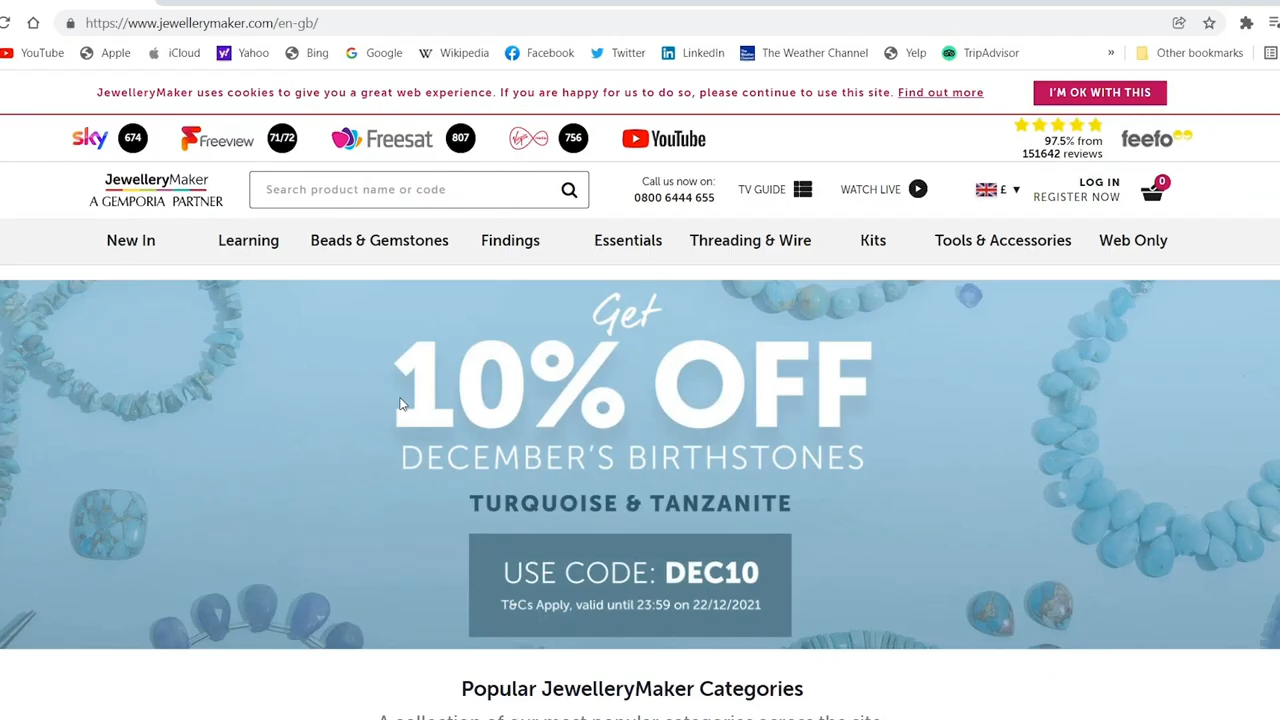 https://www.jewellerymaker.com/en-gb/
YouTube Apple iCloud Yahoo Bing Google Wikipedia Facebook Twitter LinkedIn The Weather Channel Yelp TripAdvisor » Other bookmarks
JewelleryMaker uses cookies to give you a great web experience. If you are happy for us to do so, please continue to use this site. Find out more
I'M OK WITH THIS
sky 674 Freeview 71/72 Freesat 807 756 YouTube
97.5% from
151642 reviews
feefo
JewelleryMaker
A GEMPORIA PARTNER
Search product name or code
Call us now on:
0800 6444 655
TV GUIDE
WATCH LIVE
£
LOG IN
REGISTER NOW
0
New In Learning Beads & Gemstones Findings Essentials Threading & Wire Kits Tools & Accessories Web Only
Get
10% OFF
DECEMBER'S BIRTHSTONES
TURQUOISE & TANZANITE
USE CODE: DEC10
T&Cs Apply, valid until 23:59 on 22/12/2021
Popular JewelleryMaker Categories
A collection of our most popular categories across the site